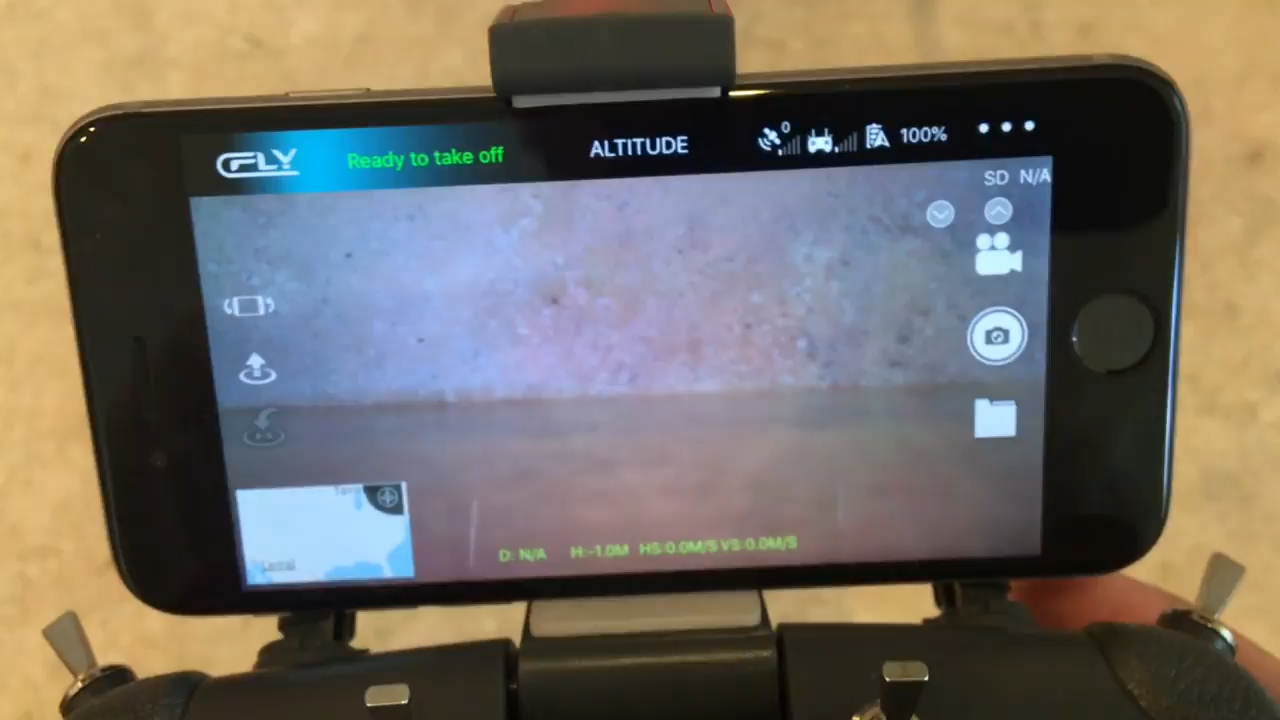 CFLY
Ready to take off
ALTITUDE
0
100%
SD N/A
D: N/A H:-1.0M HS:0.0M/S VS:0.0M/S